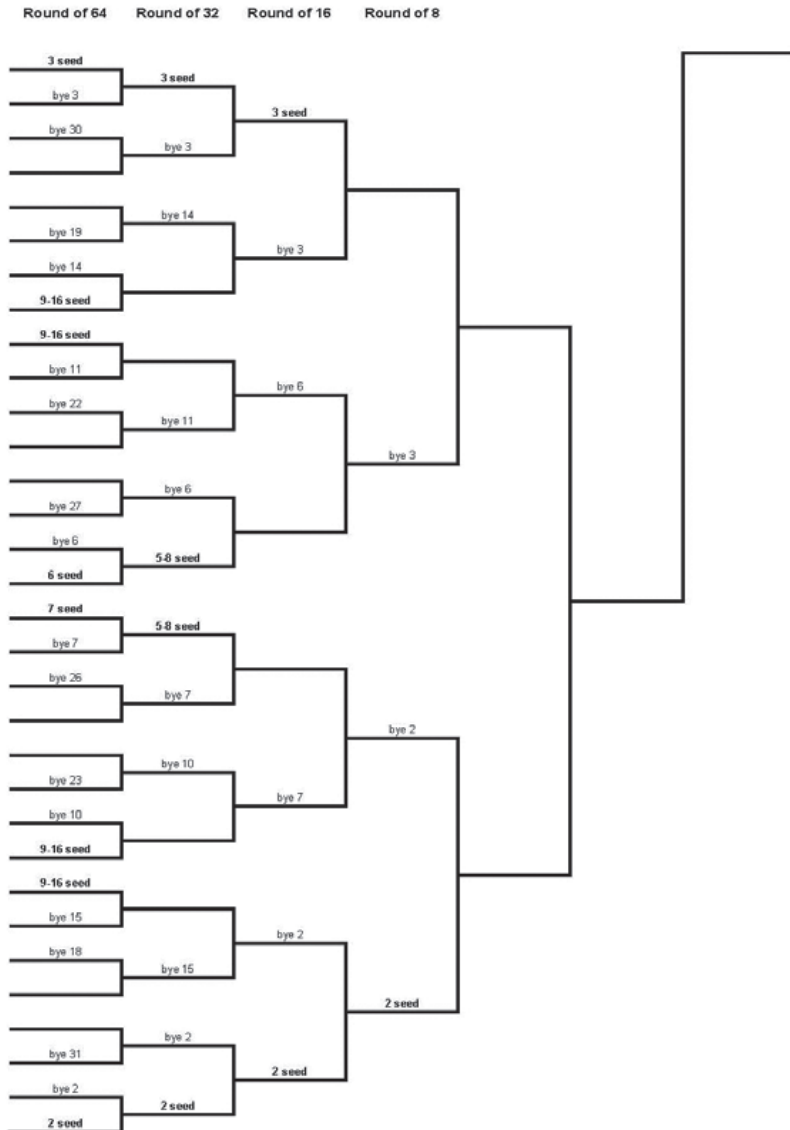 Round of 64 Round of 32 Round of 16 Round of 8
3 seed
3 seed
bye 3
3 seed
bye 30
bye 3
bye 14
bye 19
bye 3
bye 14
9-16 seed
9-16 seed
bye 11
bye 6
bye 22
bye 11
bye 3
bye 6
bye 27
bye 6
5-8 seed
6 seed
7 seed
5-8 seed
bye 7
bye 26
bye 7
bye 2
bye 10
bye 23
bye 7
bye 10
9-16 seed
9-16 seed
bye 15
bye 2
bye 18
bye 15
2 seed
bye 2
bye 31
2 seed
bye 2
2 seed
2 seed